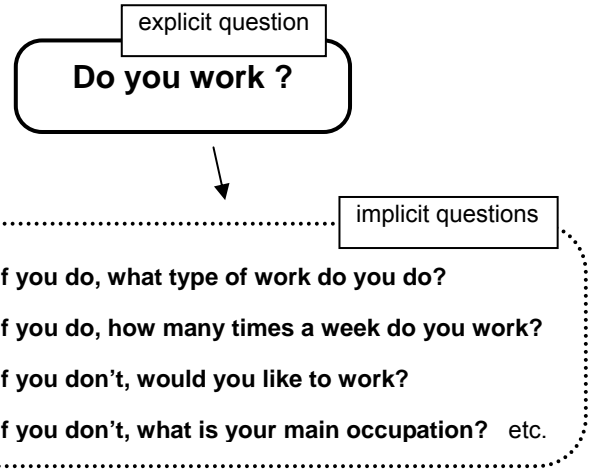 explicit question
Do you work ?
implicit questions
f you do, what type of work do you do?
f you do, how many times a week do you work?
f you don’t, would you like to work?
f you don’t, what is your main occupation? etc.